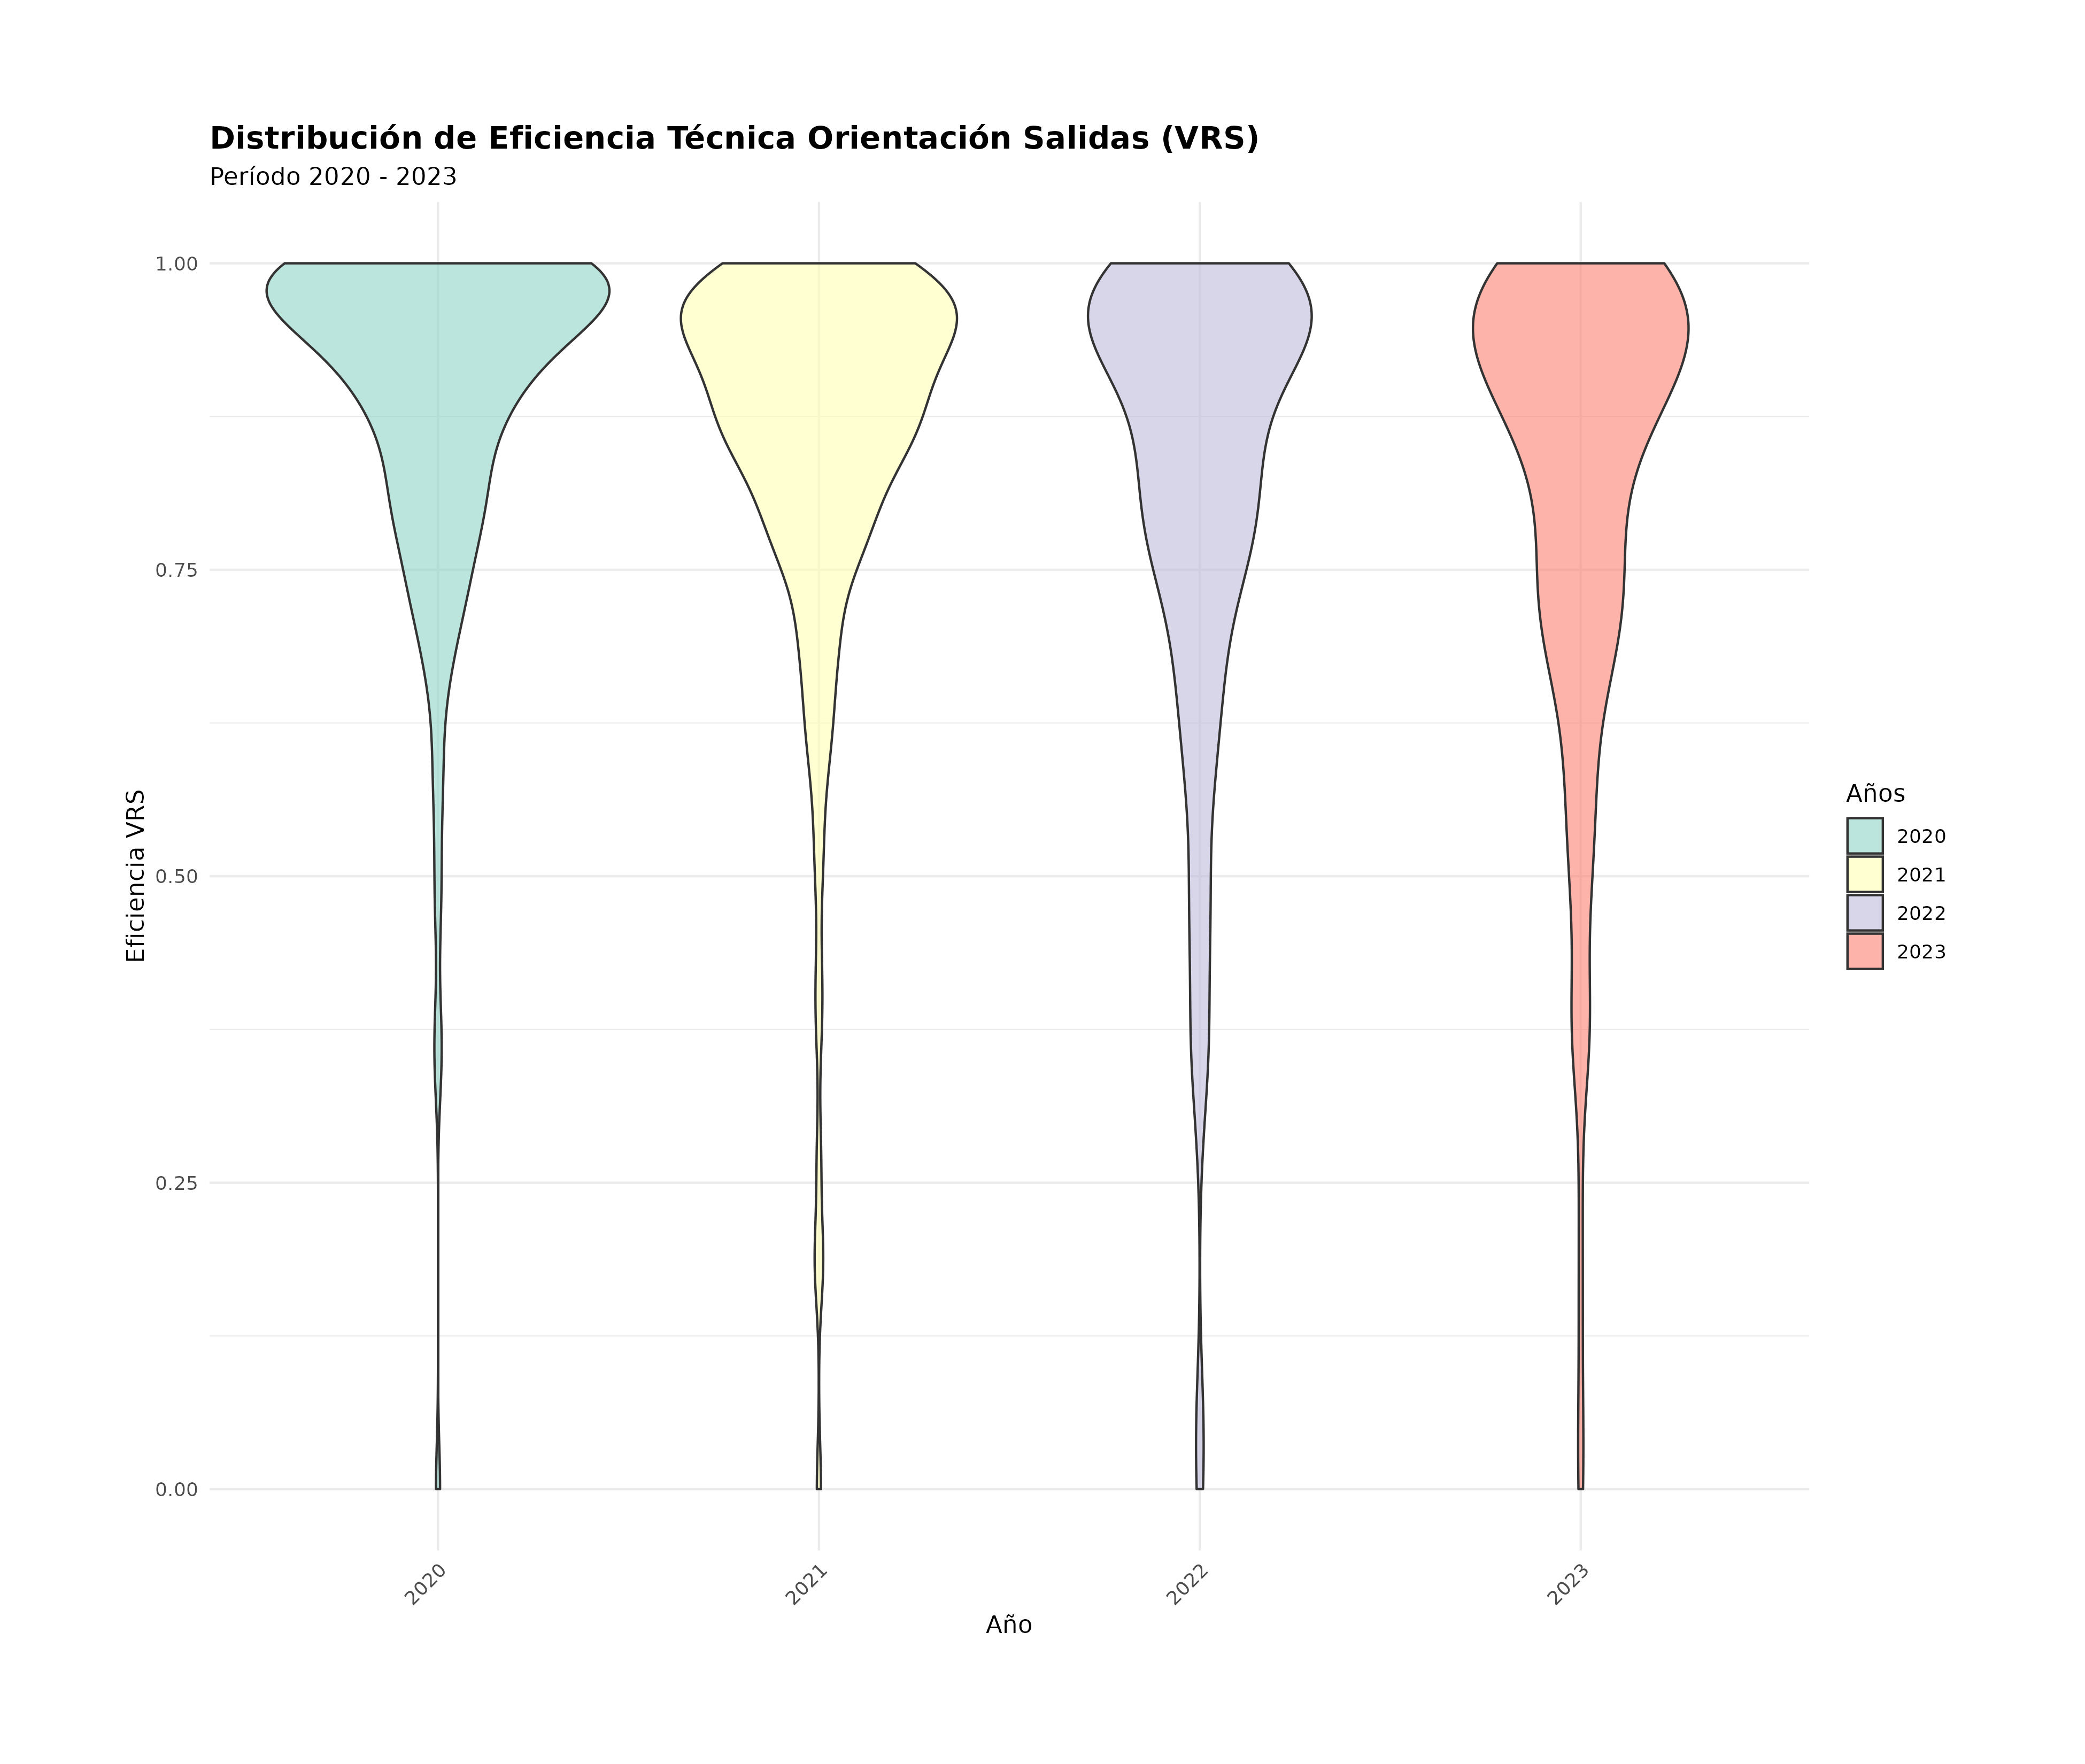 Distribución de Eficiencia Técnica Orientación Salidas (VRS)
Período 2020 - 2023
Eficiencia VRS
1.00
0.75
0.50
0.25
0.00
2020
2021
2022
2023
Año
Años
2020
2021
2022
2023